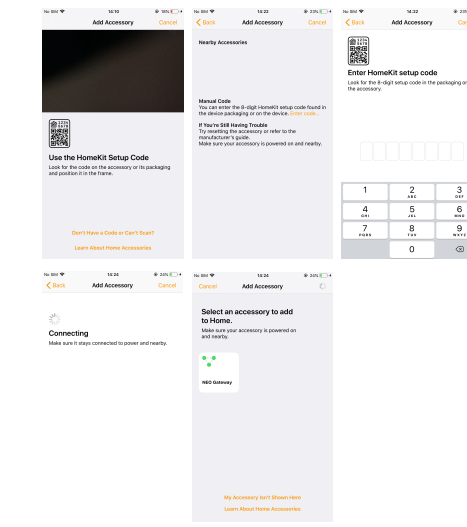 No SIM 14:10 16%
Add Accessory Cancel
Use the HomeKit Setup Code
Look for the code on the accessory or its packaging
and position it in the frame.
Don't Have a Code or Can't Scan?
Learn About Home Accessories
No SIM 14:22 23%
Back Add Accessory Cancel
Nearby Accessories
Manual Code
You can enter the 8-digit HomeKit setup code found in
the device packaging or on the device. Enter code...
If You're Still Having Trouble
Try resetting the accessory or refer to the
manufacturer's guide.
Make sure your accessory is powered on and nearby.
No SIM 14:22 23%
Back Add Accessory
Enter HomeKit setup code
Look for the 8-digit setup code in the packaging or
the accessory.
1 2 3
ABC DEF
4 5 6
GHI JKL MNO
7 8 9
PQRS TUV WXYZ
0
No SIM 14:24 24%
Back Add Accessory Cancel
Connecting
Make sure it stays connected to power and nearby.
No SIM 14:24 24%
Cancel Add Accessory
Select an accessory to add
to Home.
Make sure your accessory is powered on
and nearby.
NEO Gateway
My Accessory Isn't Shown Here
Learn About Home Accessories